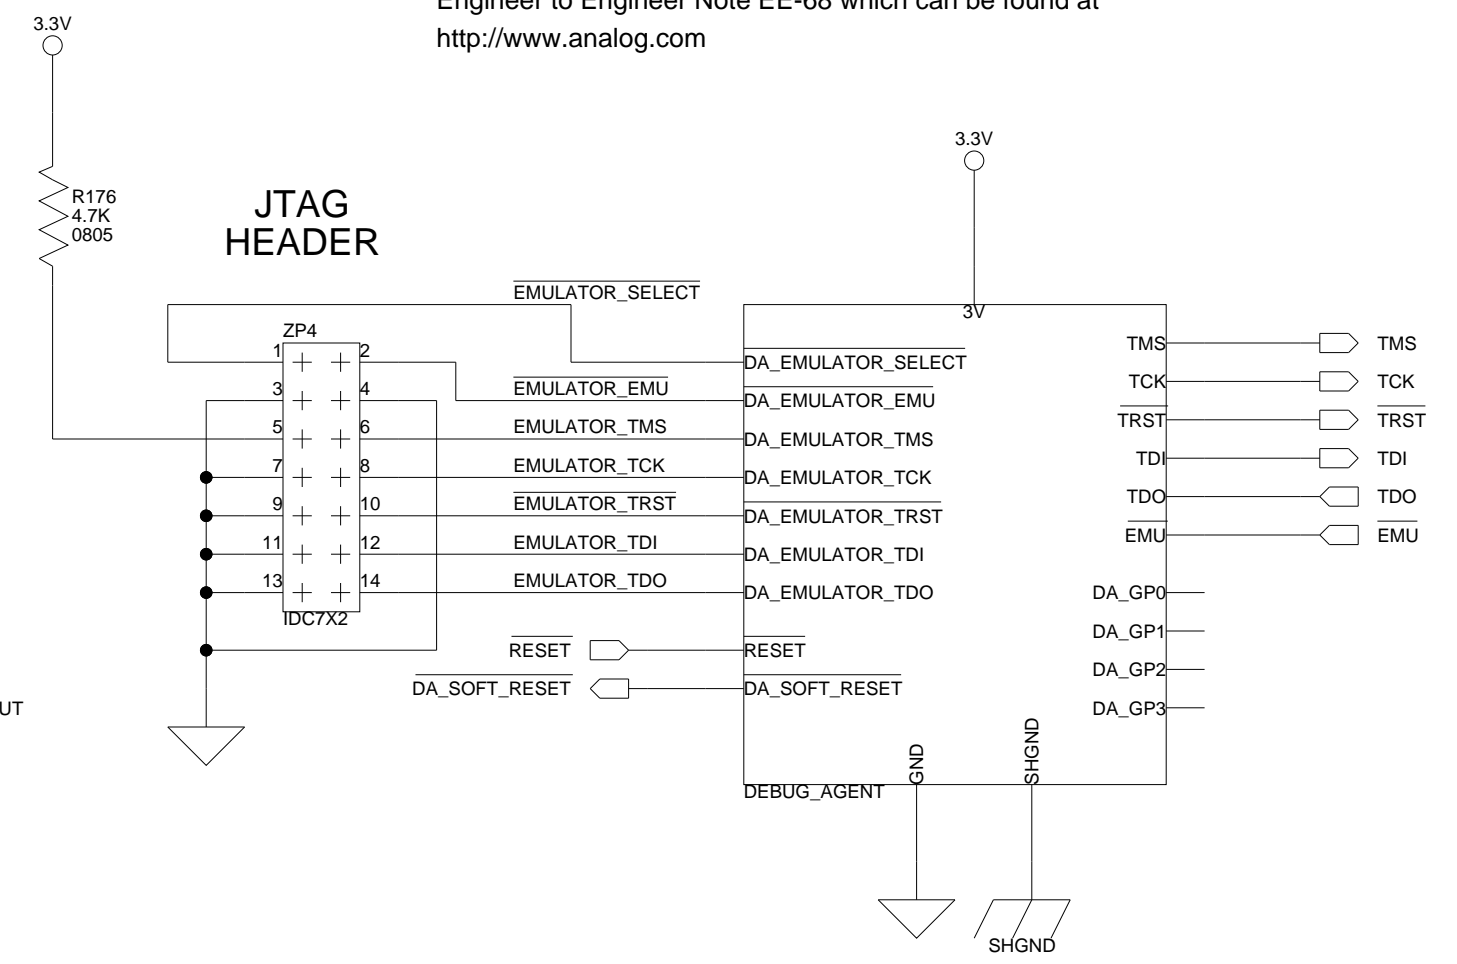 Engineer to Engineer Note EE-68 which can be found at
http://www.analog.com
3.3V
R176
4.7K
0805
JTAG
HEADER
3.3V
3V
EMULATOR_SELECT
ZP4
1 2
3 4
5 6
7 8
9 10
11 12
13 14
IDC7X2
EMULATOR_EMU
EMULATOR_TMS
EMULATOR_TCK
EMULATOR_TRST
EMULATOR_TDI
EMULATOR_TDO
RESET
DA_SOFT_RESET
DA_EMULATOR_SELECT
DA_EMULATOR_EMU
DA_EMULATOR_TMS
DA_EMULATOR_TCK
DA_EMULATOR_TRST
DA_EMULATOR_TDI
DA_EMULATOR_TDO
RESET
DA_SOFT_RESET
DEBUG_AGENT
GND
SHGND
SHGND
TMS TMS
TCK TCK
TRST TRST
TDI TDI
TDO TDO
EMU EMU
DA_GP0
DA_GP1
DA_GP2
DA_GP3
UT